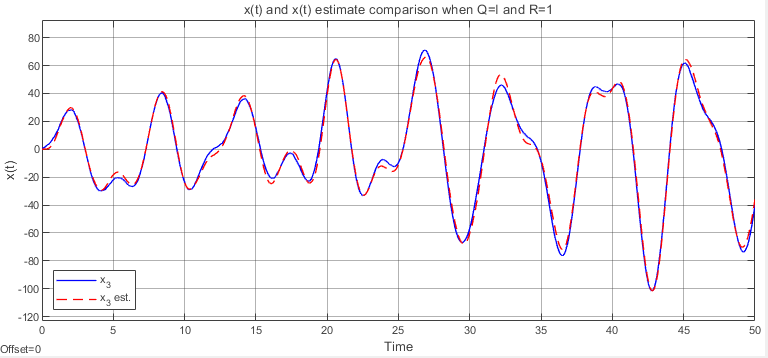 x(t) and x(t) estimate comparison when Q=I and R=1
x(t)
80
60
40
20
0
-20
-40
-60
-80
-100
-120
x3
x3 est.
0 5 10 15 20 25 30 35 40 45 50
Time
Offset=0